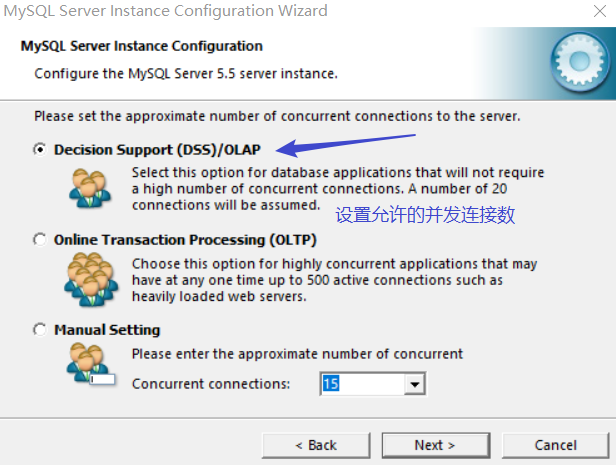 MySQL Server Instance Configuration Wizard
MySQL Server Instance Configuration
Configure the MySQL Server 5.5 server instance.
Please set the approximate number of concurrent connections to the server.
Decision Support (DSS)/OLAP
Select this option for database applications that will not require
a high number of concurrent connections. A number of 20
connections will be assumed.
设置允许的并发连接数
Online Transaction Processing (OLTP)
Choose this option for highly concurrent applications that may
have at any one time up to 500 active connections such as
heavily loaded web servers.
Manual Setting
Please enter the approximate number of concurrent
Concurrent connections:
15
< Back
Next >
Cancel